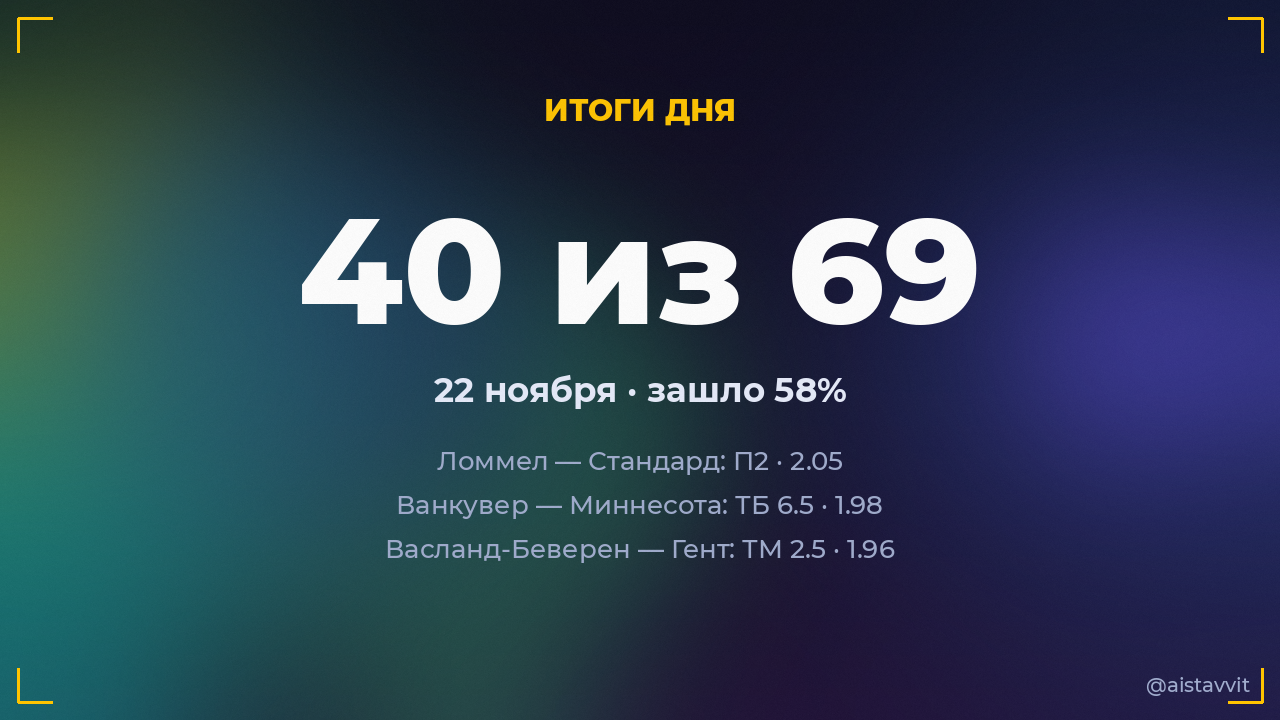 ИТОГИ ДНЯ
40 из 69
22 ноября · зашло 58%
Ломмел — Стандард: П2 · 2.05
Ванкувер — Миннесота: ТБ 6.5 · 1.98
Васланд-Беверен — Гент: ТМ 2.5 · 1.96
@aistavvit